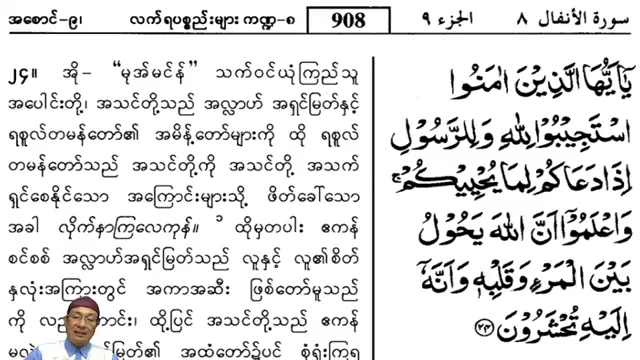 အစောင်-၉၊ လက်ရပစ္စည်းများ ကဏ္ဍ-၈ 908 الجزء ٩ سورة الأنفال ٨
၂၄။ အို- “မုအ်မင်န်” သက်ဝင်ယုံကြည်သူ
အပေါင်းတို့၊ အသင်တို့သည် အလ္လာဟ် အရှင်မြတ်နှင့်
ရစူလ်တမန်တော်၏ အမိန့်တော်များကို ထို ရစူလ်
တမန်တော်သည် အသင်တို့ကို အသင်တို့ အသက်
ရှင်စေနိုင်သော အကြောင်းများသို့ ဖိတ်ခေါ်သော
အခါ လိုက်နာကြလေကုန်။ ထိုမှတပါး ဧကန်
စင်စစ် အလ္လာဟ်အရှင်မြတ်သည် လူနှင့် လူ၏စိတ်
နှလုံးအကြားတွင် အကာအဆီး ဖြစ်တော်မူသည်
ကို ၎င်း၊ ထို့ပြင် အသင်တို့သည် ဧကန်
အထံတော်၌ပင် စုံရုံးကြရ
يَا أَيُّهَا الَّذِينَ آمَنُوا
اسْتَجِيبُوا لِلَّهِ وَلِلرَّسُولِ
إِذَا دَعَاكُمْ لِمَا يُحْيِيكُمْ ۖ
وَاعْلَمُوا أَنَّ اللَّهَ يَحُولُ
بَيْنَ الْمَرْءِ وَقَلْبِهِ وَأَنَّهُ
إِلَيْهِ تُحْشَرُونَ ﴿٢٤﴾